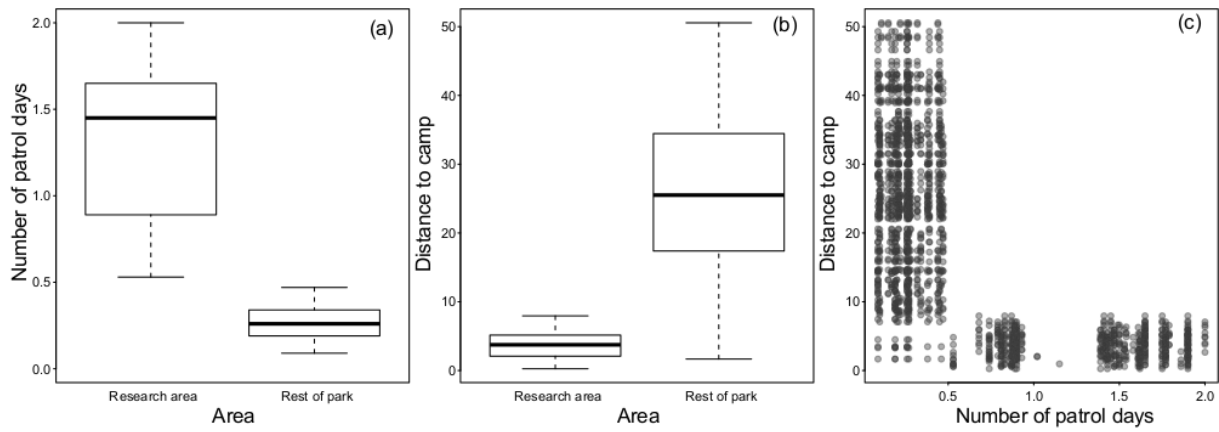 (a)
Number of patrol days
2.0
1.5
1.0
0.5
0.0
Research area
Rest of park
Area
(b)
Distance to camp
50
40
30
20
10
0
Research area
Rest of park
Area
(c)
Distance to camp
50
40
30
20
10
0
0.5
1.0
1.5
2.0
Number of patrol days